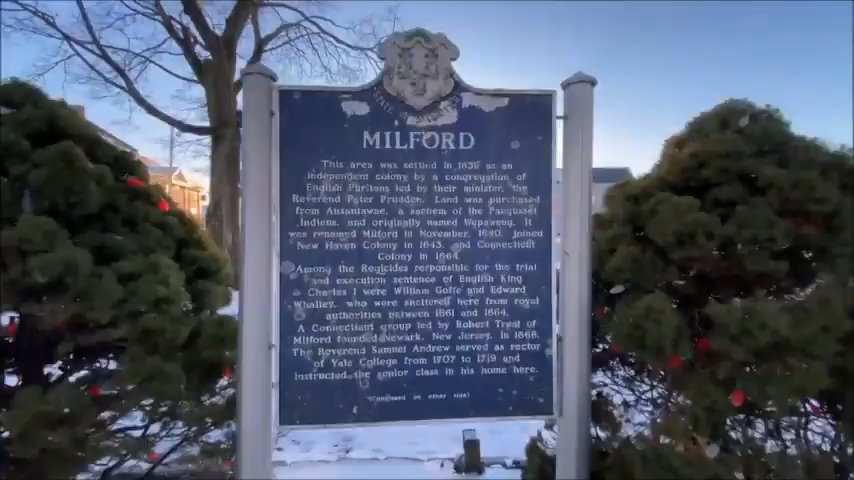 STATE OF
MILFORD
This area was settled in 1639 as an
independent colony by a congregation of
English Puritans led by their minister, the
Reverend Peter Prudden. Land was purchased
from Ansantawae, a sachem of the Paugusset
Indians, and originally named Wepawaug. It
was renamed Milford in November, 1640, joined
New Haven Colony in 1643, and Connecticut
Colony in 1664.
Among the Regicides responsible for the trial
and execution sentence of English King
Charles I were William Goffe and Edward
Whalley, who were sheltered here from royal
authorities between 1661 and 1664.
A Connecticut group led by Robert Treat of
Milford founded Newark, New Jersey, in 1666.
The Reverend Samuel Andrew served as rector
of Yale College from 1707 to 1719 and
instructed the senior class in his home here.
(Continued on other side)